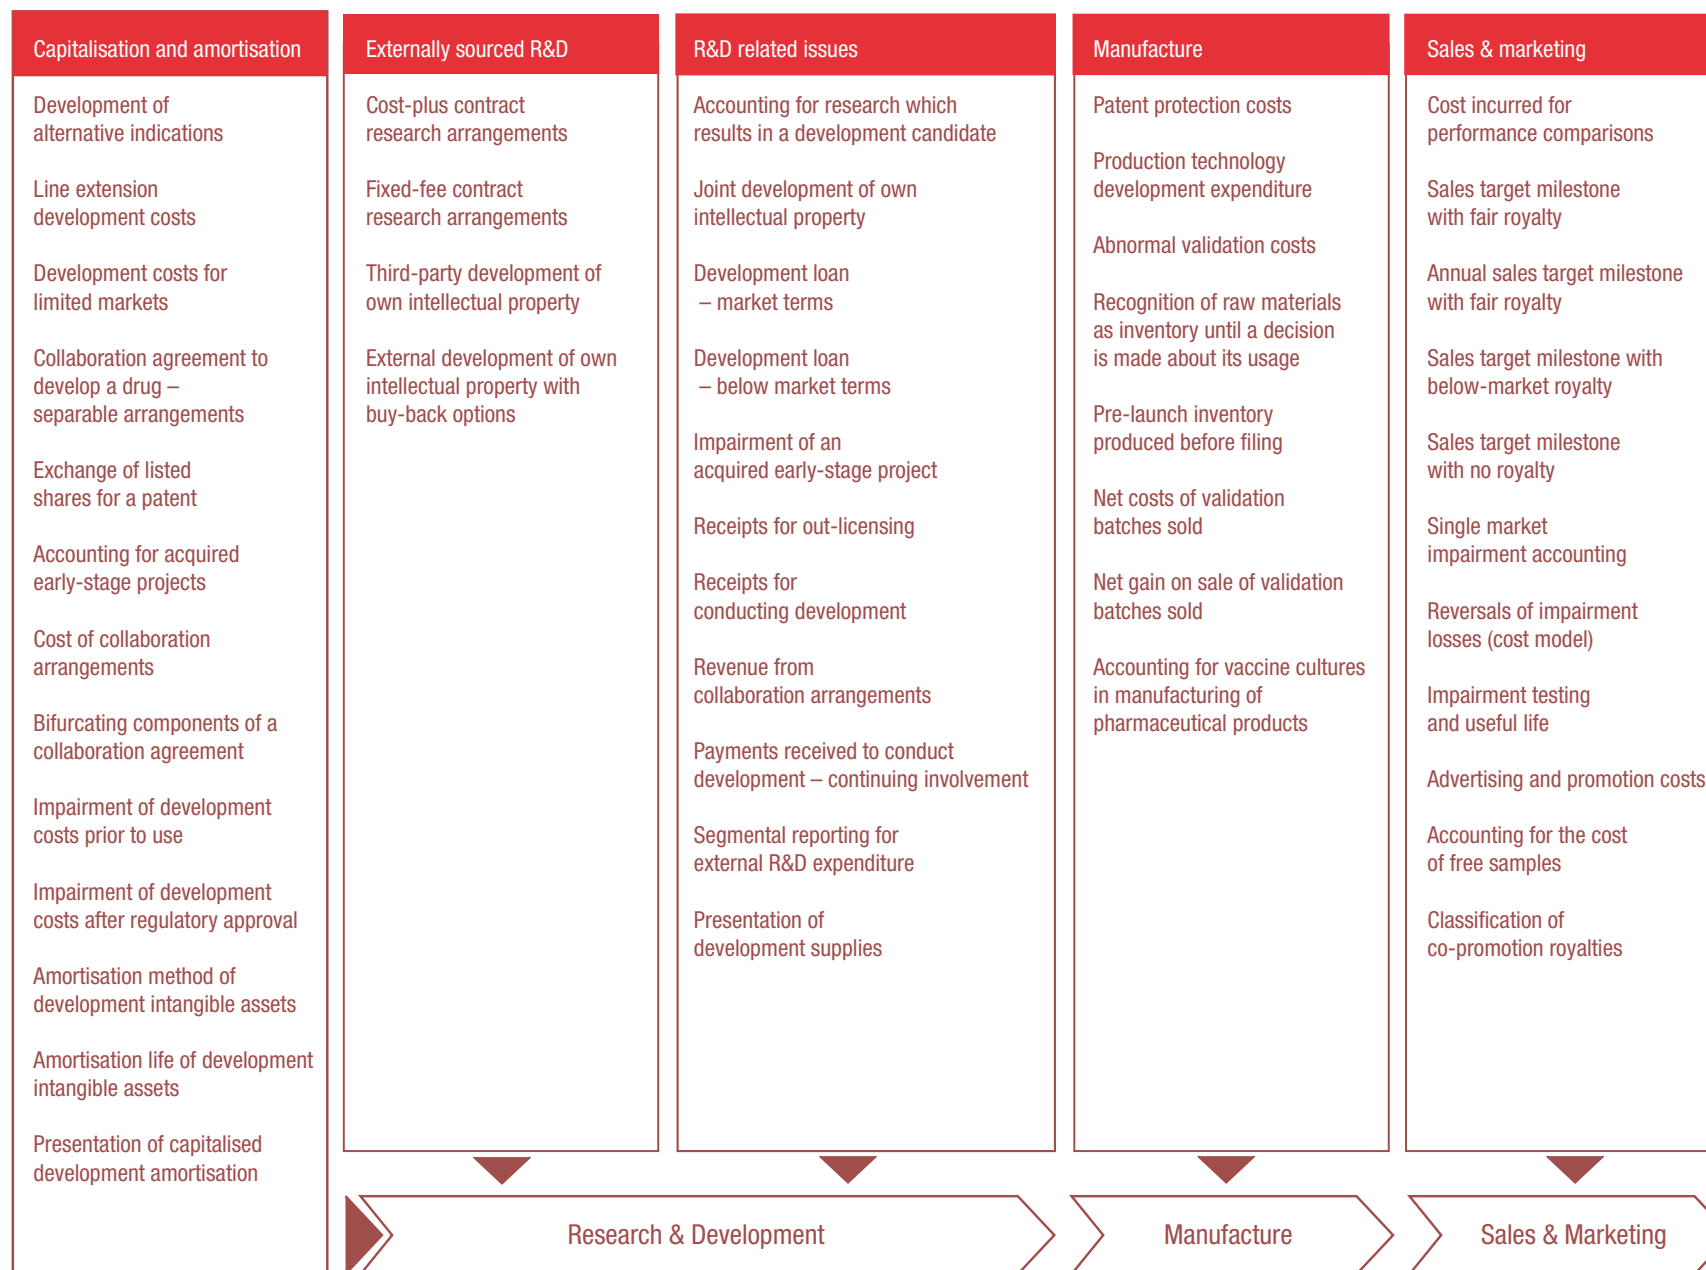 Capitalisation and amortisation
Development of
alternative indications
Line extension
development costs
Development costs for
limited markets
Collaboration agreement to
develop a drug –
separable arrangements
Exchange of listed
shares for a patent
Accounting for acquired
early-stage projects
Cost of collaboration
arrangements
Bifurcating components of a
collaboration agreement
Impairment of development
costs prior to use
Impairment of development
costs after regulatory approval
Amortisation method of
development intangible assets
Amortisation life of development
intangible assets
Presentation of capitalised
development amortisation
Externally sourced R&D
Cost-plus contract
research arrangements
Fixed-fee contract
research arrangements
Third-party development of
own intellectual property
External development of own
intellectual property with
buy-back options
R&D related issues
Accounting for research which
results in a development candidate
Joint development of own
intellectual property
Development loan
– market terms
Development loan
– below market terms
Impairment of an
acquired early-stage project
Receipts for out-licensing
Receipts for
conducting development
Revenue from
collaboration arrangements
Payments received to conduct
development – continuing involvement
Segmental reporting for
external R&D expenditure
Presentation of
development supplies
Manufacture
Patent protection costs
Production technology
development expenditure
Abnormal validation costs
Recognition of raw materials
as inventory until a decision
is made about its usage
Pre-launch inventory
produced before filing
Net costs of validation
batches sold
Net gain on sale of validation
batches sold
Accounting for vaccine cultures
in manufacturing of
pharmaceutical products
Sales & marketing
Cost incurred for
performance comparisons
Sales target milestone
with fair royalty
Annual sales target milestone
with fair royalty
Sales target milestone with
below-market royalty
Sales target milestone
with no royalty
Single market
impairment accounting
Reversals of impairment
losses (cost model)
Impairment testing
and useful life
Advertising and promotion costs
Accounting for the cost
of free samples
Classification of
co-promotion royalties
Research & Development
Manufacture
Sales & Marketing